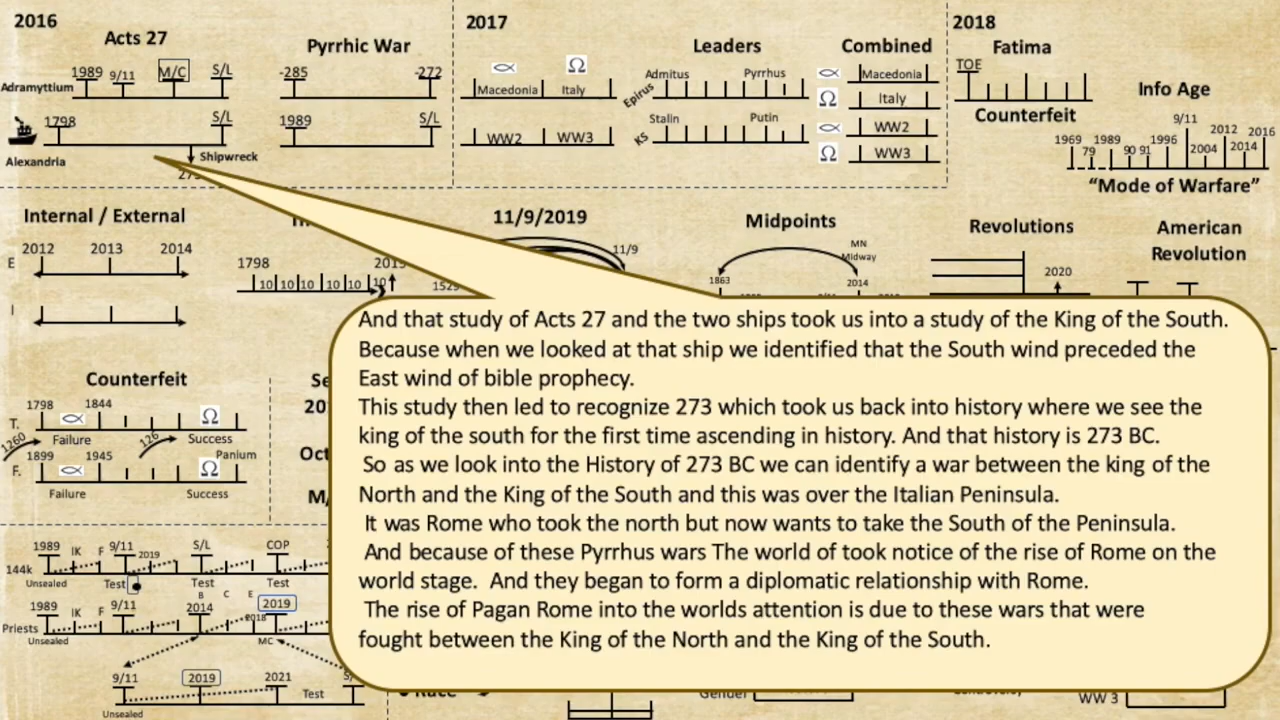 2016
Acts 27
1989 9/11 M/C S/L
Adramyttium
1798 S/L
Alexandria
Shipwreck
Pyrrhic War
-285 -272
1989 S/L
2017
Ω
Macedonia Italy
WW2 WW3
Leaders
Admitus Pyrrhus
Epirus
Stalin Putin
KS
Combined
Macedonia
Ω Italy
WW2
Ω WW3
2018
Fatima
TOE
Counterfeit
Info Age
9/11
1969 1989 1996 2012 2016
79 90 91 2004 2014
“Mode of Warfare”
Internal / External
2012 2013 2014
E
I
1798
10 10 10 10 10 10
11/9/2019
11/9
Midpoints
MN
Midway
1863 2014
Revolutions
2020
American
Revolution
And that study of Acts 27 and the two ships took us into a study of the King of the South.
Because when we looked at that ship we identified that the South wind preceded the
East wind of bible prophecy.
This study then led to recognize 273 which took us back into history where we see the
king of the south for the first time ascending in history. And that history is 273 BC.
So as we look into the History of 273 BC we can identify a war between the king of the
North and the King of the South and this was over the Italian Peninsula.
It was Rome who took the north but now wants to take the South of the Peninsula.
And because of these Pyrrhus wars The world of took notice of the rise of Rome on the
world stage.  And they began to form a diplomatic relationship with Rome.
The rise of Pagan Rome into the worlds attention is due to these wars that were
fought between the King of the North and the King of the South.
Counterfeit
1798 1844 Ω
T.
1260 Failure 126 Success
1899 1945 Ω Panium
F.
Failure Success
1989 IK F 9/11 2019 S/L COP
144k
Unsealed Test Test Test
B C E
1989 IK F 9/11 2014 2018 2019
Priests
Unsealed MC
9/11 2019 2021
Test
Unsealed
Race
Gender
WW 3